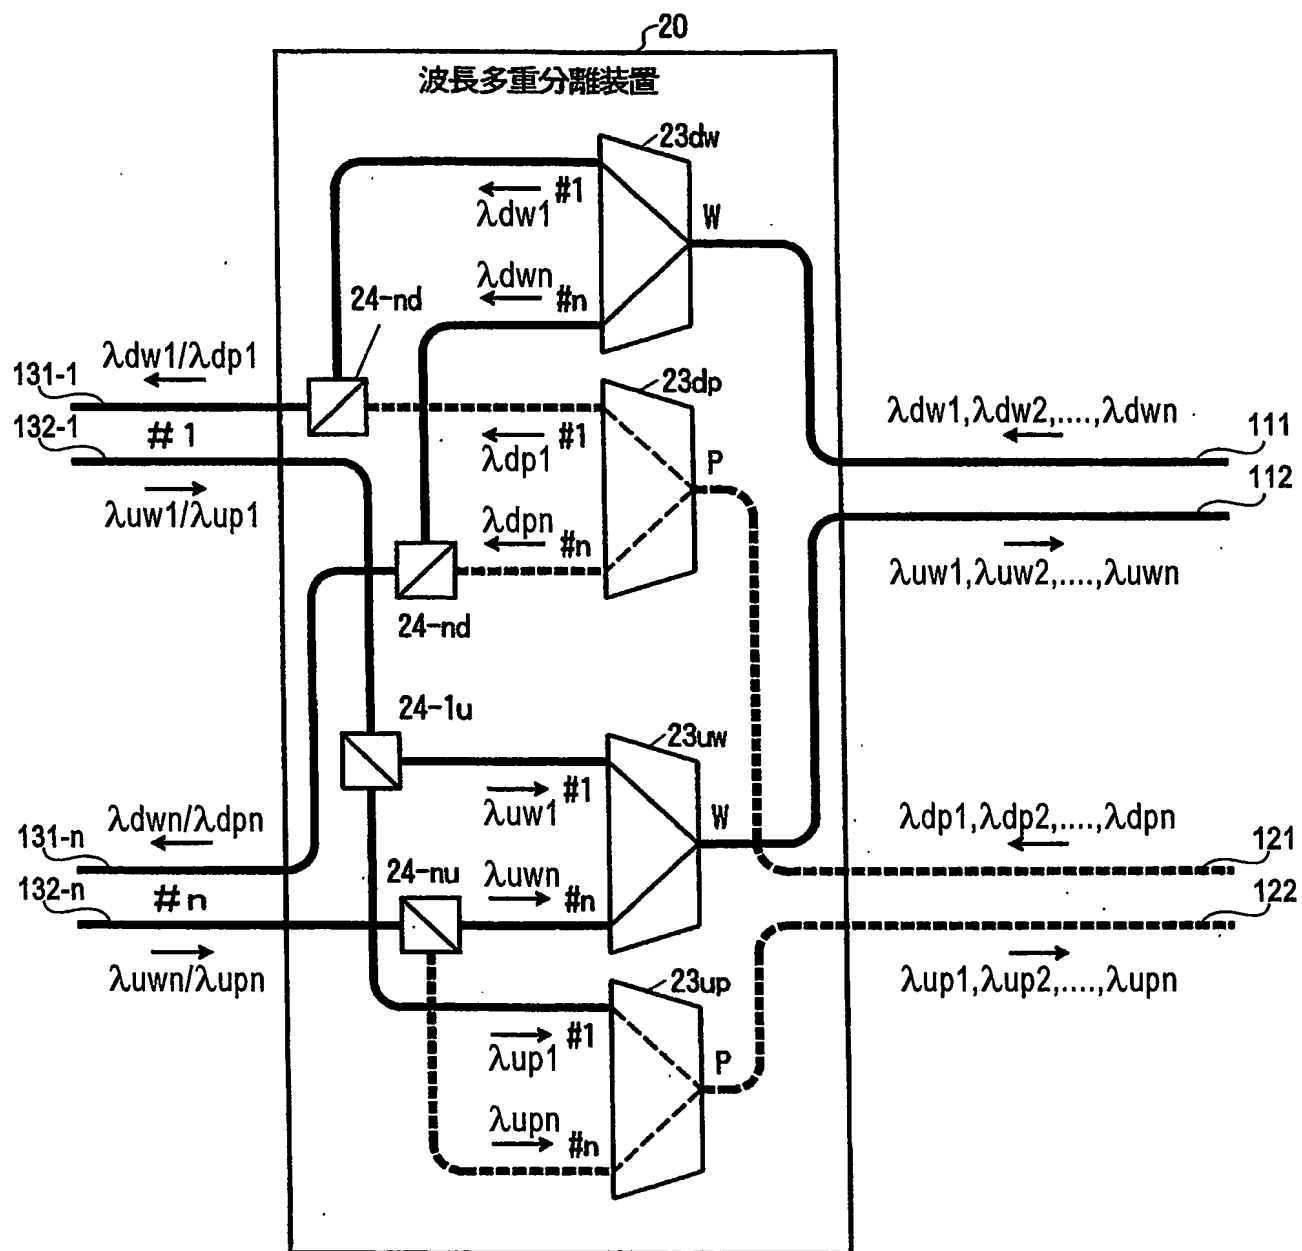 20
波長多重分離装置
23dw
#1
λdw1
W
λdwn
#n
24-nd
λdw1/λdp1
131-1
132-1
#1
λuw1/λup1
23dp
#1
λdp1
P
λdpn
#n
24-nd
λdw1,λdw2,....,λdwn
111
112
λuw1,λuw2,....,λuwn
24-1u
23uw
#1
λuw1
W
λuwn
#n
24-nu
λdwn/λdpn
131-n
132-n
#n
λuwn/λupn
λdp1,λdp2,....,λdpn
121
122
λup1,λup2,....,λupn
23up
#1
λup1
P
λupn
#n